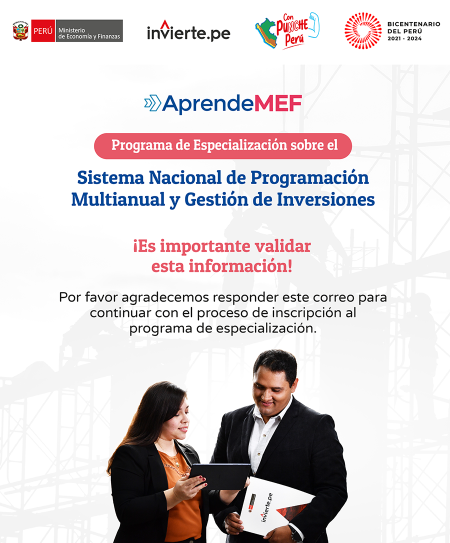 PERÚ
Ministerio
de Economía y Finanzas
invierte.pe
Con
PUNCHE
Perú
BICENTENARIO
DEL PERÚ
2021 - 2024
AprendeMEF
Programa de Especialización sobre el
Sistema Nacional de Programación
Multianual y Gestión de Inversiones
¡Es importante validar
esta información!
Por favor agradecemos responder este correo para
continuar con el proceso de inscripción al
programa de especialización.
invierte.pe